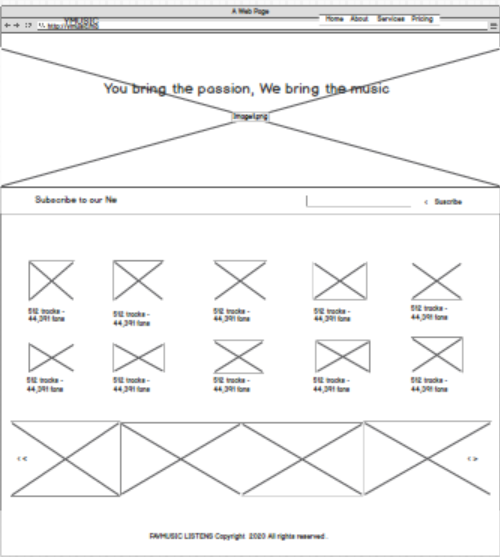 A Web Page
Home About Services Pricing
YMUSIC
You bring the passion, We bring the music
Image1.png
Subscribe to our Ne
< Suscribe
512 tracks -
44,391 fans
512 tracks -
44,391 fans
512 tracks -
44,391 fans
512 tracks -
44,391 fans
512 tracks -
44,391 fans
512 tracks -
44,391 fans
512 tracks -
44,391 fans
512 tracks -
44,391 fans
512 tracks -
44,391 fans
512 tracks -
44,391 fans
< <
< >
FAVMUSIC LISTENS Copyright 2020 All rights reserved.